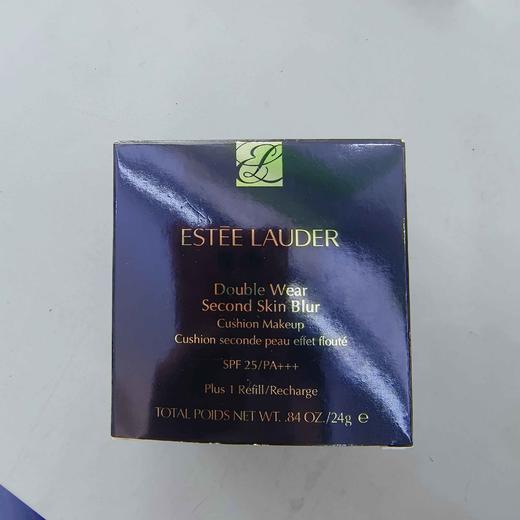 EL
ESTĒE LAUDER
Double Wear
Second Skin Blur
Cushion Makeup
Cushion seconde peau effet flouté
SPF 25/PA+++
Plus 1 Refill/Recharge
TOTAL POIDS NET WT. .84 OZ./24g ℮